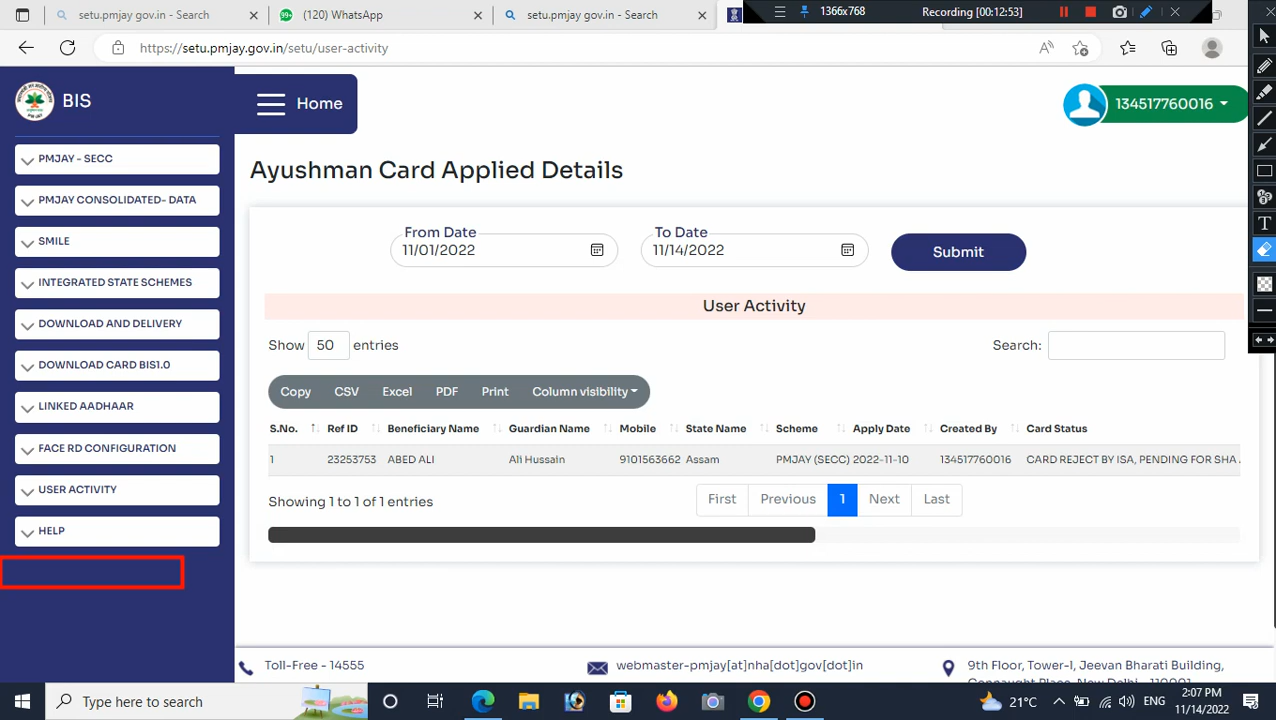 setu.pmjay gov.in - Search
(120) WhatsApp
setu.pmjay gov.in - Search
1366x768
Recording [00:12:53]
https://setu.pmjay.gov.in/setu/user-activity
BIS
Home
134517760016
PMJAY - SECC
PMJAY CONSOLIDATED- DATA
SMILE
INTEGRATED STATE SCHEMES
DOWNLOAD AND DELIVERY
DOWNLOAD CARD BIS1.0
LINKED AADHAAR
FACE RD CONFIGURATION
USER ACTIVITY
HELP
Ayushman Card Applied Details
From Date
11/01/2022
To Date
11/14/2022
Submit
User Activity
Show 50 entries
Search:
Copy CSV Excel PDF Print Column visibility
S.No. Ref ID Beneficiary Name Guardian Name Mobile State Name Scheme Apply Date Created By Card Status
1 23253753 ABED ALI Ali Hussain 9101563662 Assam PMJAY (SECC) 2022-11-10 134517760016 CARD REJECT BY ISA, PENDING FOR SHA
Showing 1 to 1 of 1 entries
First Previous 1 Next Last
Toll-Free - 14555
webmaster-pmjay[at]nha[dot]gov[dot]in
9th Floor, Tower-l, Jeevan Bharati Building,
Connaught Place, New Delhi - 110001
Type here to search
21°C
ENG
2:07 PM
11/14/2022